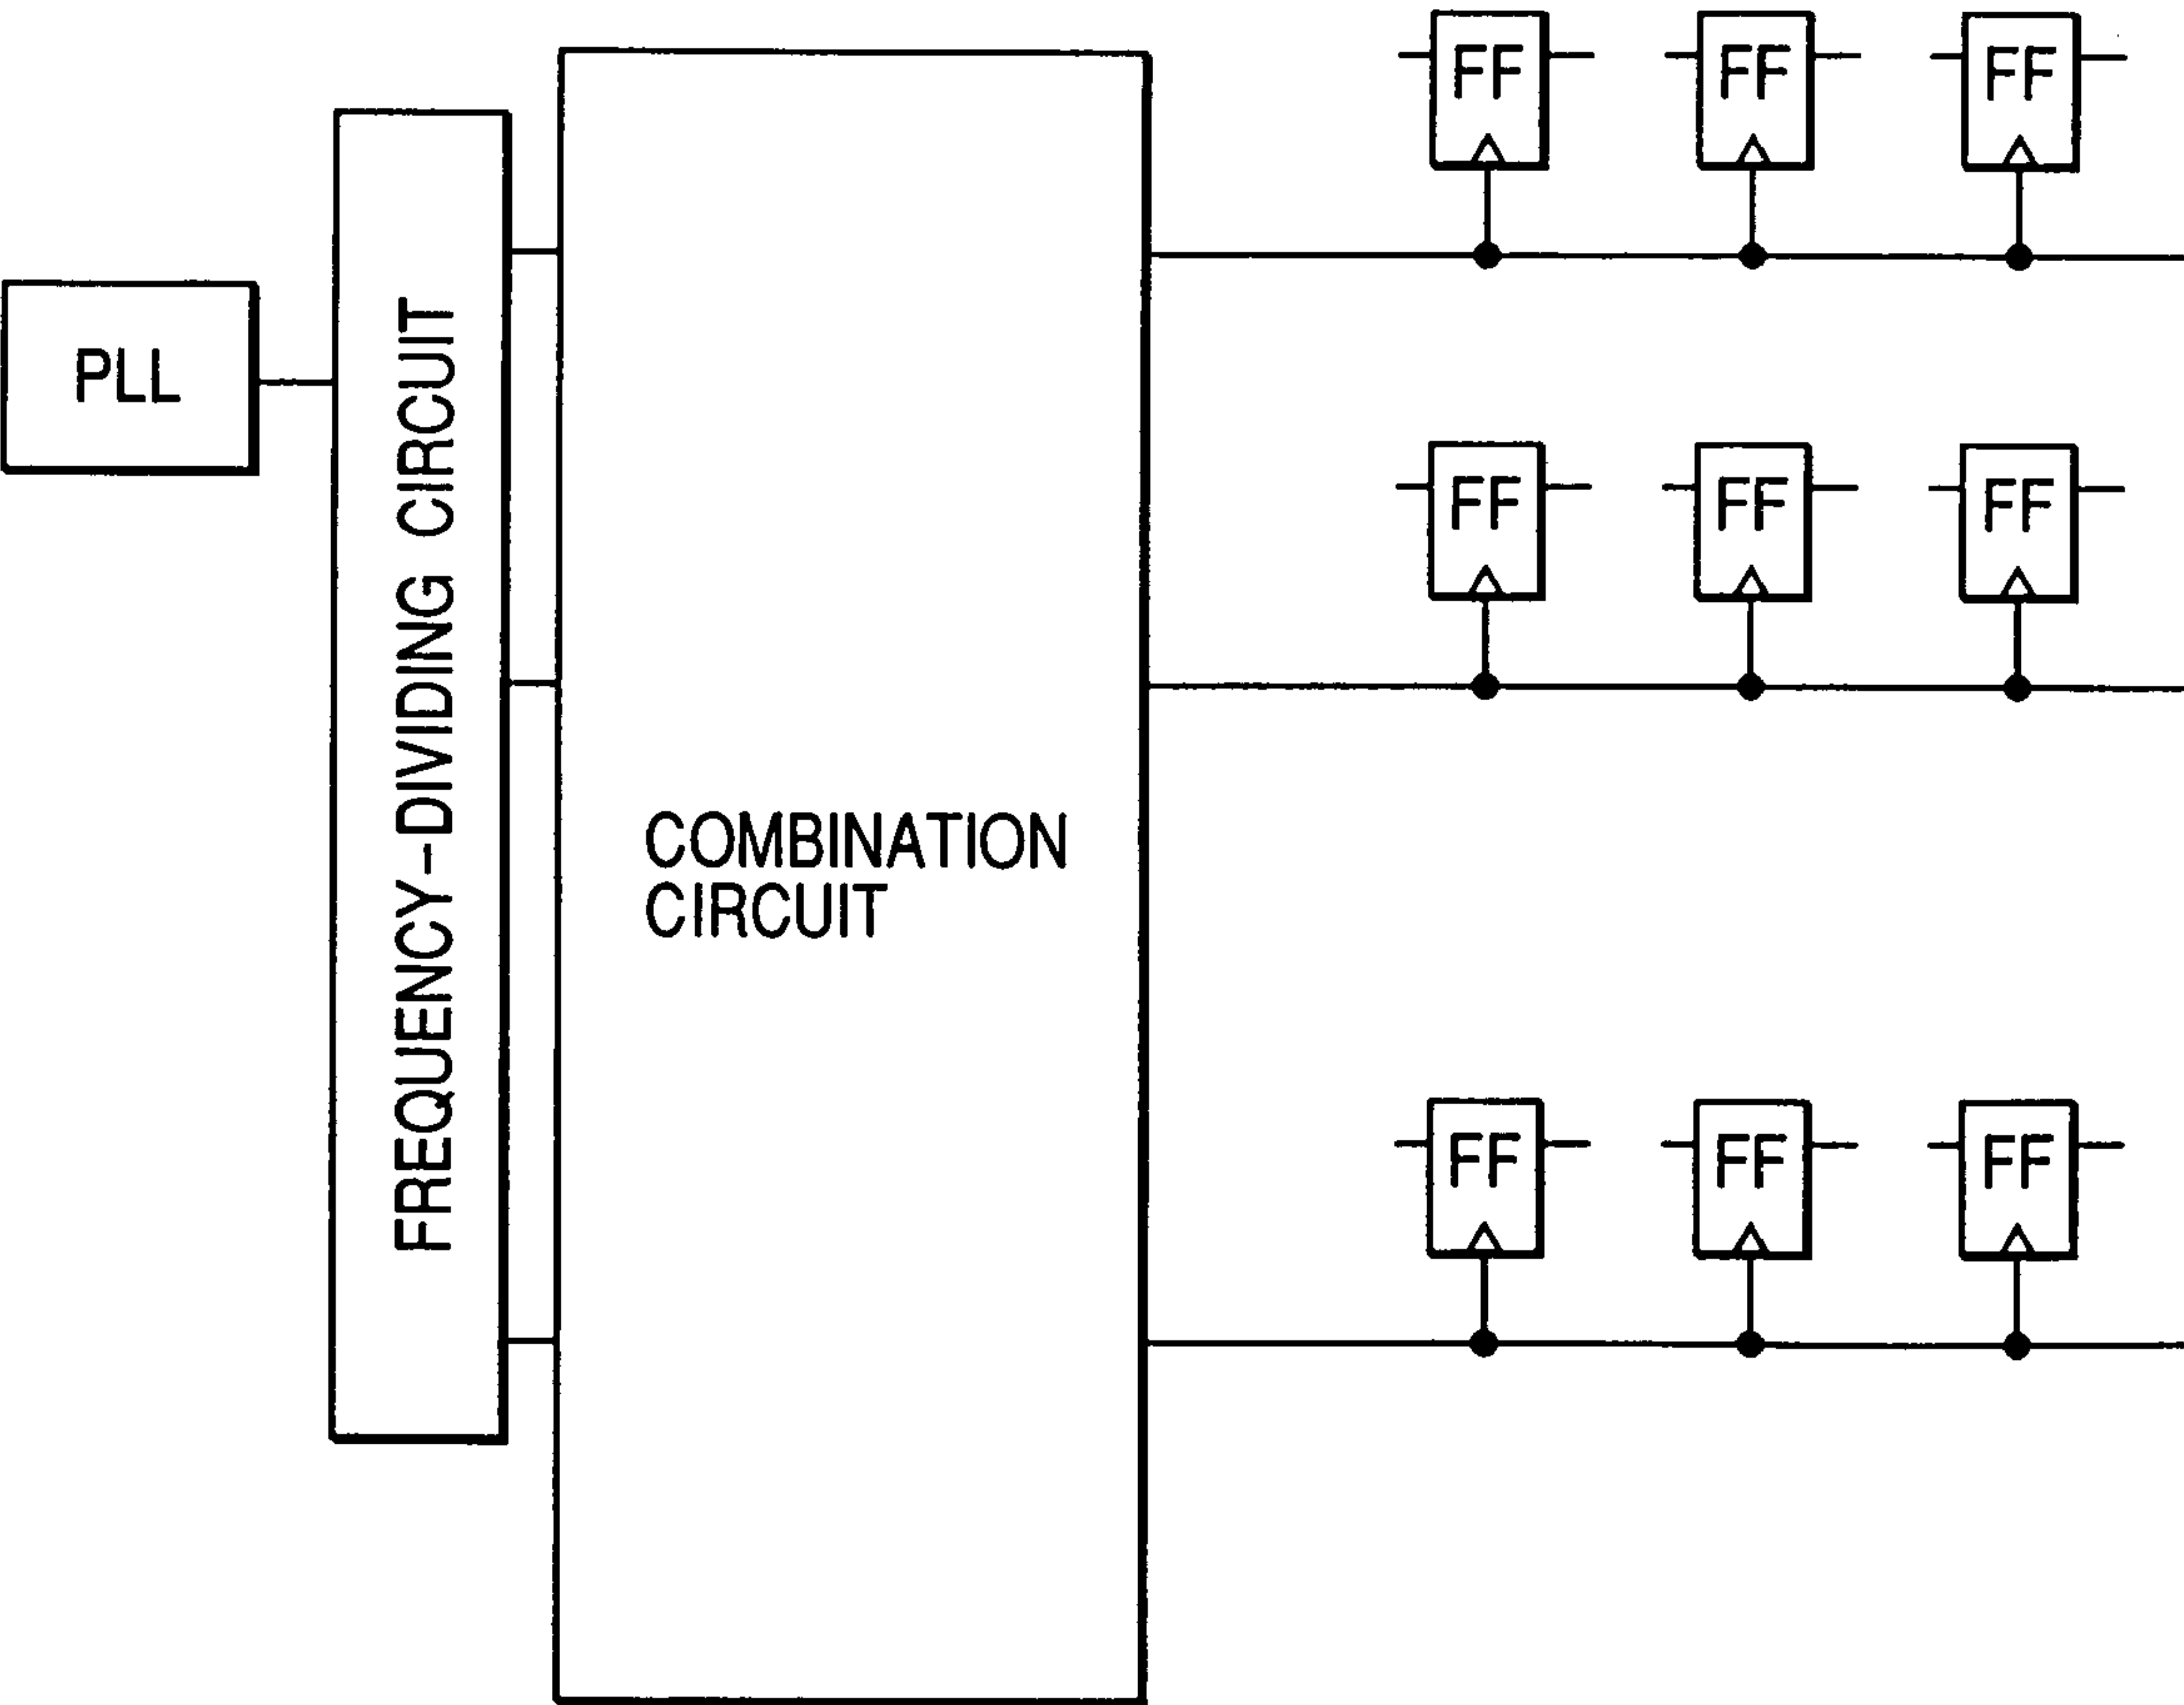 FF FF FF
PLL
FREQUENCY-DIVIDING CIRCUIT
FF FF FF
COMBINATION
CIRCUIT
FF FF FF